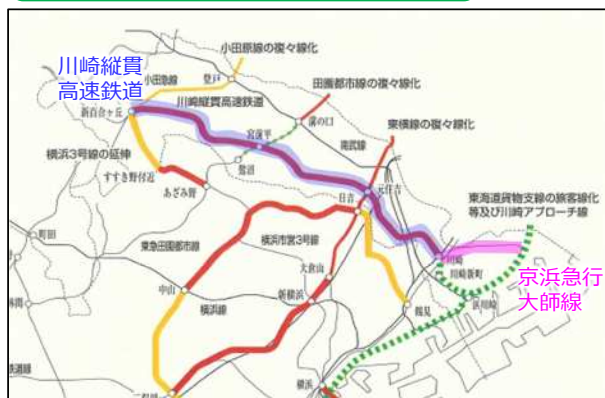 小田原線の複々線化
川崎縦貫
高速鉄道
小田急線
登戸
田園都市線の複々線化
新百合ヶ丘
川崎縦貫高速鉄道
溝の口
東横線の複々線化
宮前平
南武線
横浜3号線の延伸
鷺沼
すすき野付近
あざみ野
元住吉
日吉
東海道貨物支線の旅客線化
等及び川崎アプローチ線
町田
東急田園都市線
横浜市営3号線
川崎
大倉山
川崎新町
京浜急行
大師線
中山
新横浜
浜川崎
横浜線
鶴見
横浜